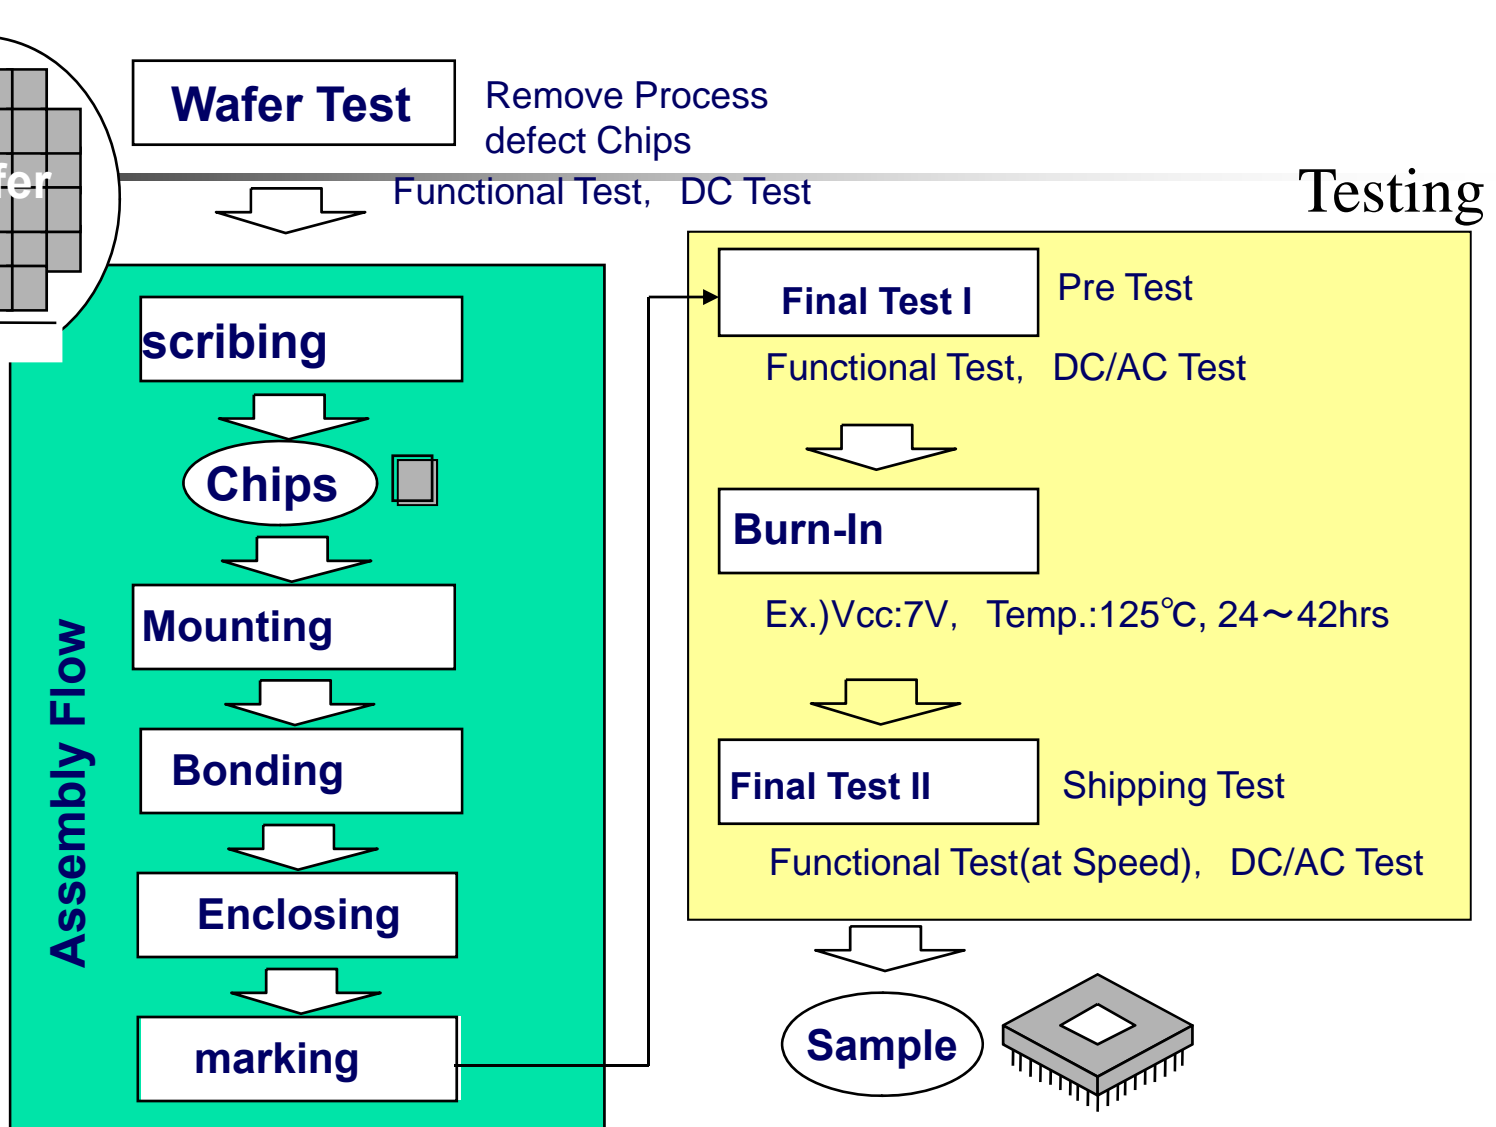 Wafer Test
Remove Process
defect Chips
Functional Test, DC Test
Testing
scribing
Chips
Mounting
Bonding
Enclosing
marking
Assembly Flow
Final Test I
Pre Test
Functional Test, DC/AC Test
Burn-In
Ex.)Vcc:7V, Temp.:125℃, 24～42hrs
Final Test II
Shipping Test
Functional Test(at Speed), DC/AC Test
Sample